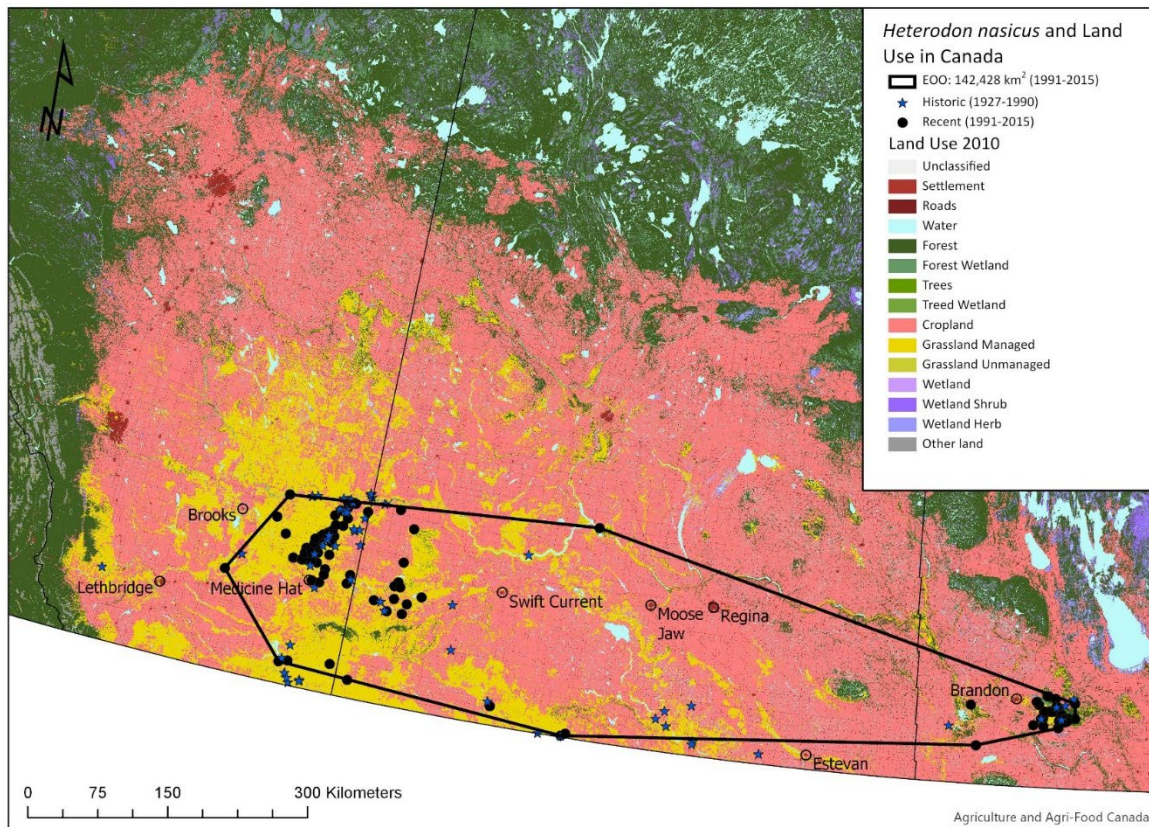 Heterodon nasicus and Land
Use in Canada
EOO: 142,428 km² (1991-2015)
Historic (1927-1990)
Recent (1991-2015)
Land Use 2010
Unclassified
Settlement
Roads
Water
Forest
Forest Wetland
Trees
Treed Wetland
Cropland
Grassland Managed
Grassland Unmanaged
Wetland
Wetland Shrub
Wetland Herb
Other land
N
Brooks
Lethbridge
Medicine Hat
Swift Current
Moose
Jaw
Regina
Brandon
Estevan
0 75 150 300 Kilometers
Agriculture and Agri-Food Canada